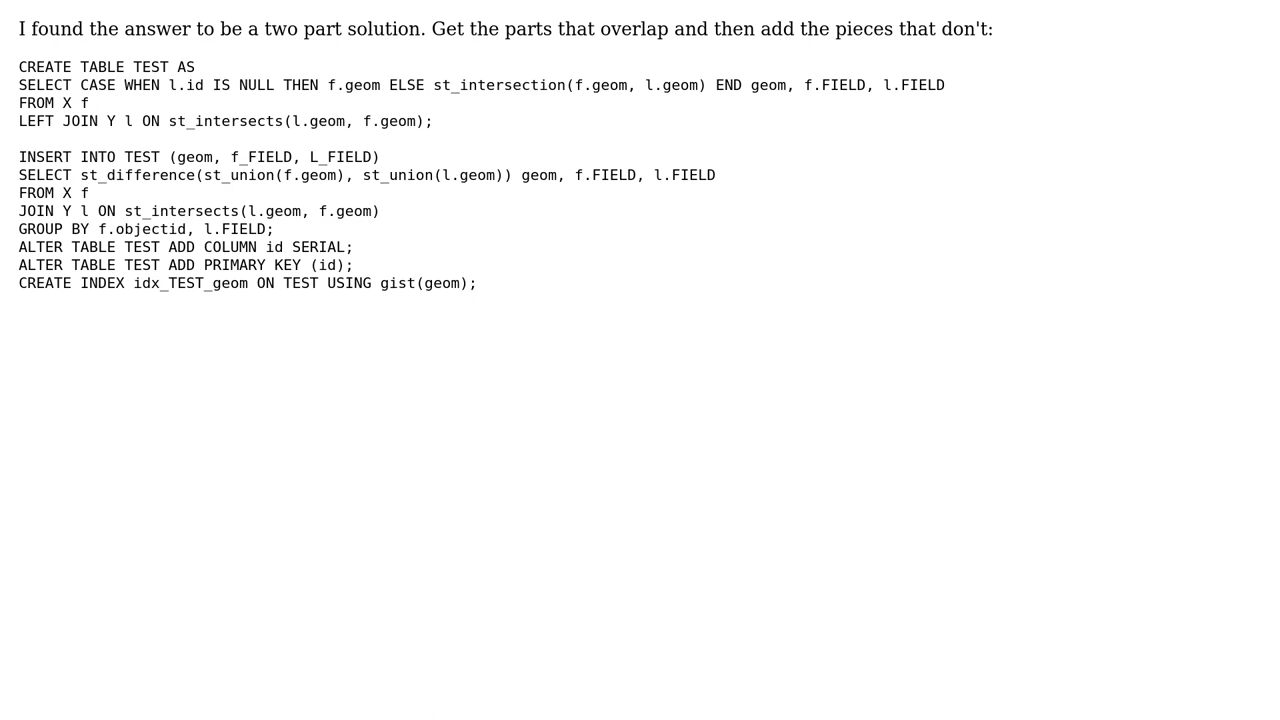 I found the answer to be a two part solution. Get the parts that overlap and then add the pieces that don't:
CREATE TABLE TEST AS
SELECT CASE WHEN l.id IS NULL THEN f.geom ELSE st_intersection(f.geom, l.geom) END geom, f.FIELD, l.FIELD
FROM X f
LEFT JOIN Y l ON st_intersects(l.geom, f.geom);
INSERT INTO TEST (geom, f_FIELD, L_FIELD)
SELECT st_difference(st_union(f.geom), st_union(l.geom)) geom, f.FIELD, l.FIELD
FROM X f
JOIN Y l ON st_intersects(l.geom, f.geom)
GROUP BY f.objectid, l.FIELD;
ALTER TABLE TEST ADD COLUMN id SERIAL;
ALTER TABLE TEST ADD PRIMARY KEY (id);
CREATE INDEX idx_TEST_geom ON TEST USING gist(geom);